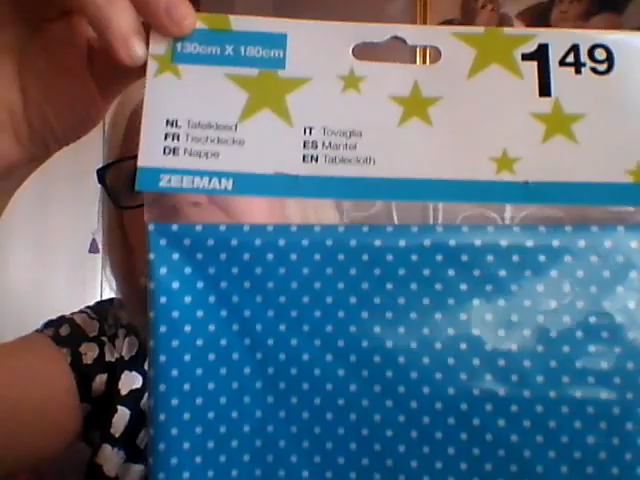 130cm X 180cm
1 49
NL Tafelkleed
FR Tischdecke
DE Nappe
IT Tovaglia
ES Mantel
EN Tablecloth
ZEEMAN